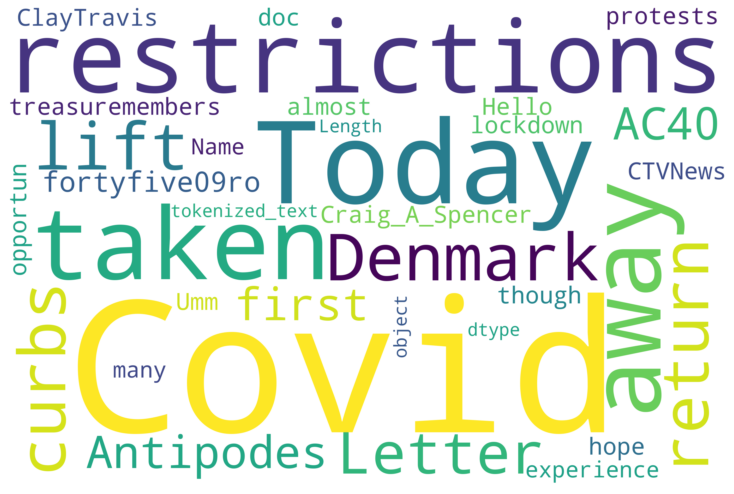 ClayTravis doc protests
restrictions
treasuremembers almost Hello AC40
lift Name Today Length lockdown
fortyfive09ro CTVNews
opportun taken tokenized_text Craig_A_Spencer away
Denmark
curbs Umm first object though return
Covid dtype
many
Antipodes Letter hope
experience